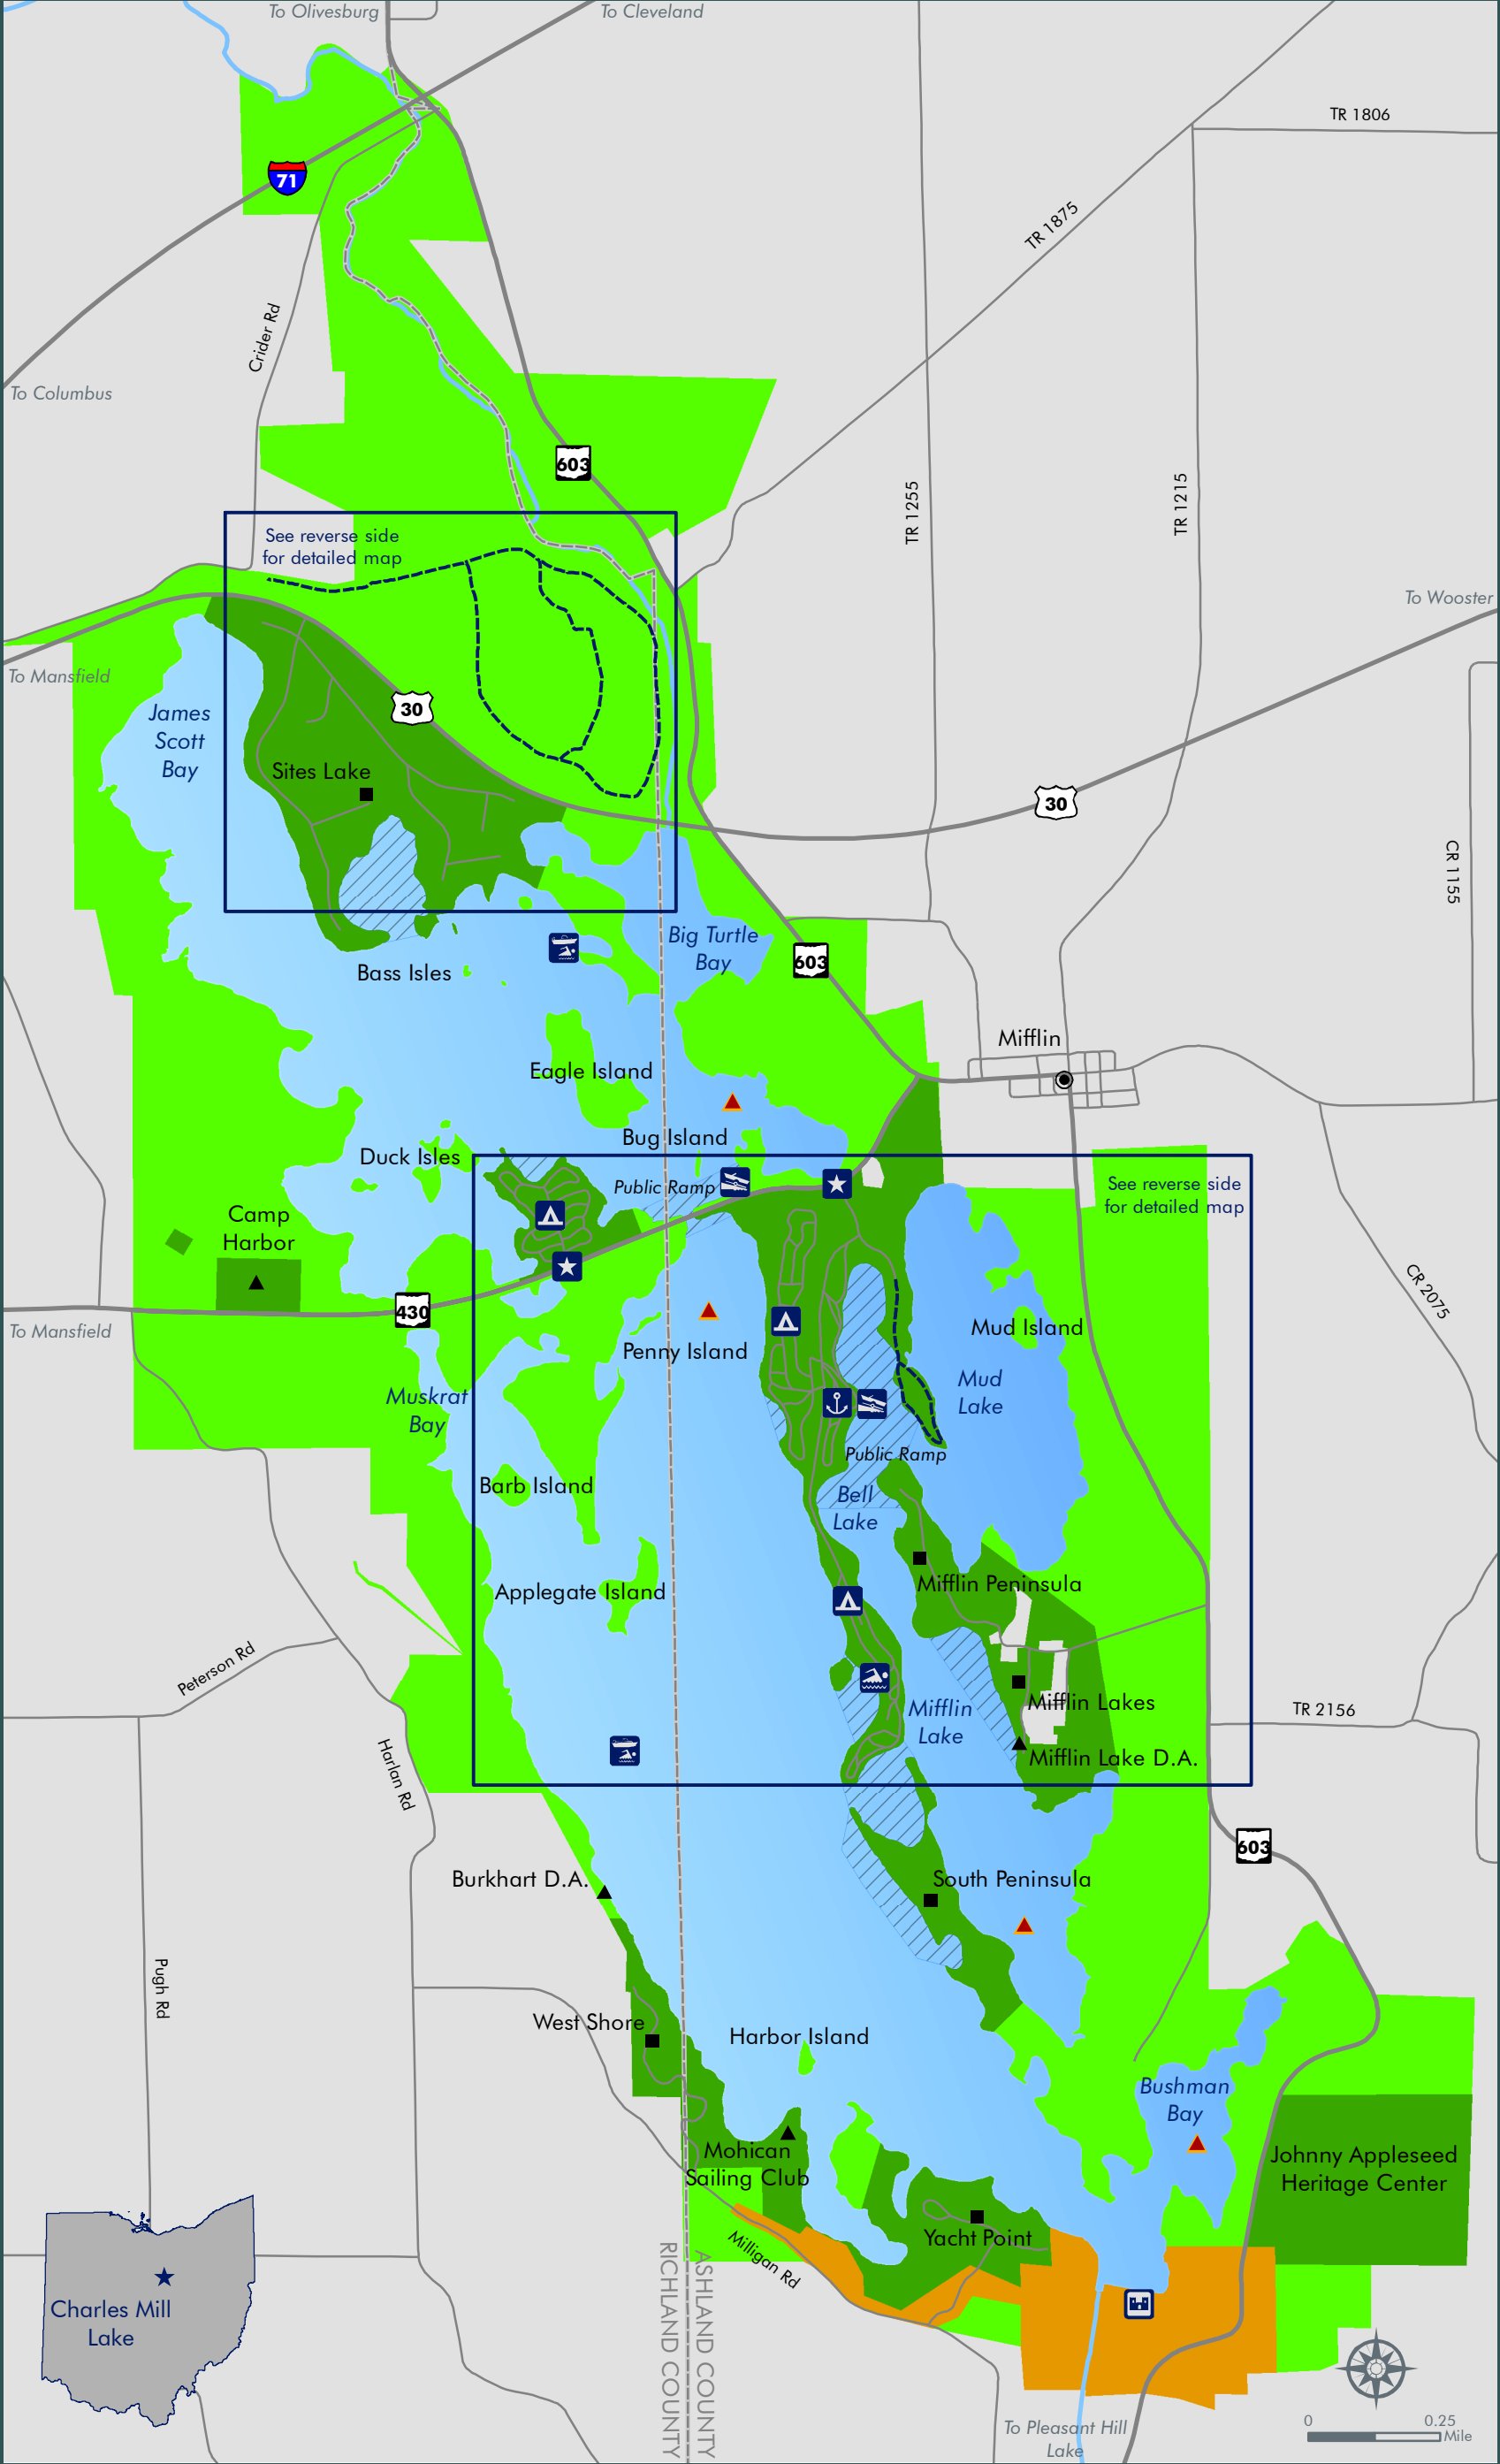 To Olivesburg
To Cleveland
TR 1806
71
TR 1875
Crider Rd
To Columbus
603
TR 1255
TR 1215
See reverse side
for detailed map
To Wooster
To Mansfield
James
Scott
Bay
30
Sites Lake
30
CR 1155
Big Turtle
Bay
603
Bass Isles
Mifflin
Eagle Island
Bug Island
Duck Isles
Public Ramp
See reverse side
for detailed map
Camp
Harbor
430
To Mansfield
CR 2075
Mud Island
Penny Island
Mud
Lake
Muskrat
Bay
Public Ramp
Barb Island
Bell
Lake
Mifflin Peninsula
Applegate Island
Peterson Rd
Mifflin Lakes
Mifflin
Lake
TR 2156
Harlan Rd
Mifflin Lake D.A.
603
Burkhart D.A.
South Peninsula
Pugh Rd
West Shore
Harbor Island
Bushman
Bay
Mohican
Sailing Club
Johnny Appleseed
Heritage Center
Yacht Point
Milligan Rd
RICHLAND COUNTY
ASHLAND COUNTY
Charles Mill
Lake
To Pleasant Hill
Lake
0
0.25
Mile